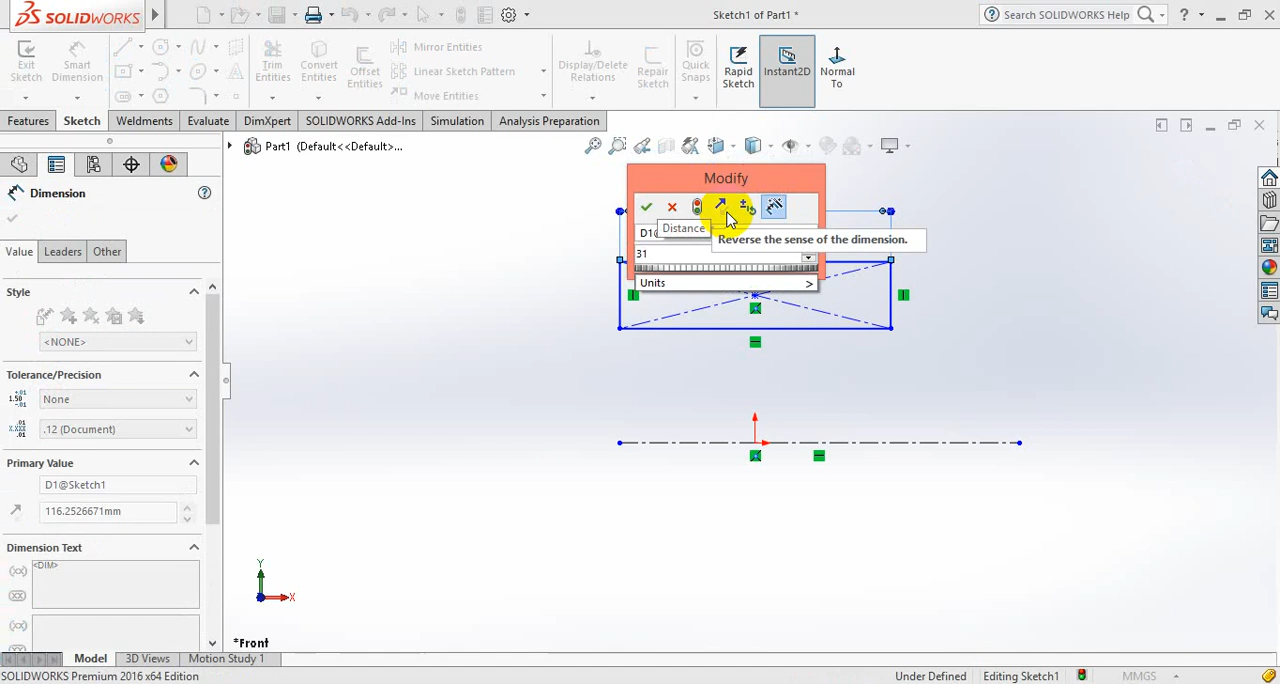 SOLIDWORKS
Sketch1 of Part1 *
Search SOLIDWORKS Help
?
Exit Sketch
Smart Dimension
Trim Entities
Convert Entities
Offset Entities
Mirror Entities
Linear Sketch Pattern
Move Entities
Display/Delete Relations
Repair Sketch
Quick Snaps
Rapid Sketch
Instant2D
Normal To
Features
Sketch
Weldments
Evaluate
DimXpert
SOLIDWORKS Add-Ins
Simulation
Analysis Preparation
Part1 (Default<<Default>...
Dimension
Modify
D1@
Distance
Reverse the sense of the dimension.
31
Units >
Value
Leaders
Other
Style
<NONE>
Tolerance/Precision
None
.12 (Document)
Primary Value
D1@Sketch1
116.2526671mm
Dimension Text
<DIM>
Y
X
*Front
Model
3D Views
Motion Study 1
SOLIDWORKS Premium 2016 x64 Edition
Under Defined
Editing Sketch1
MMGS